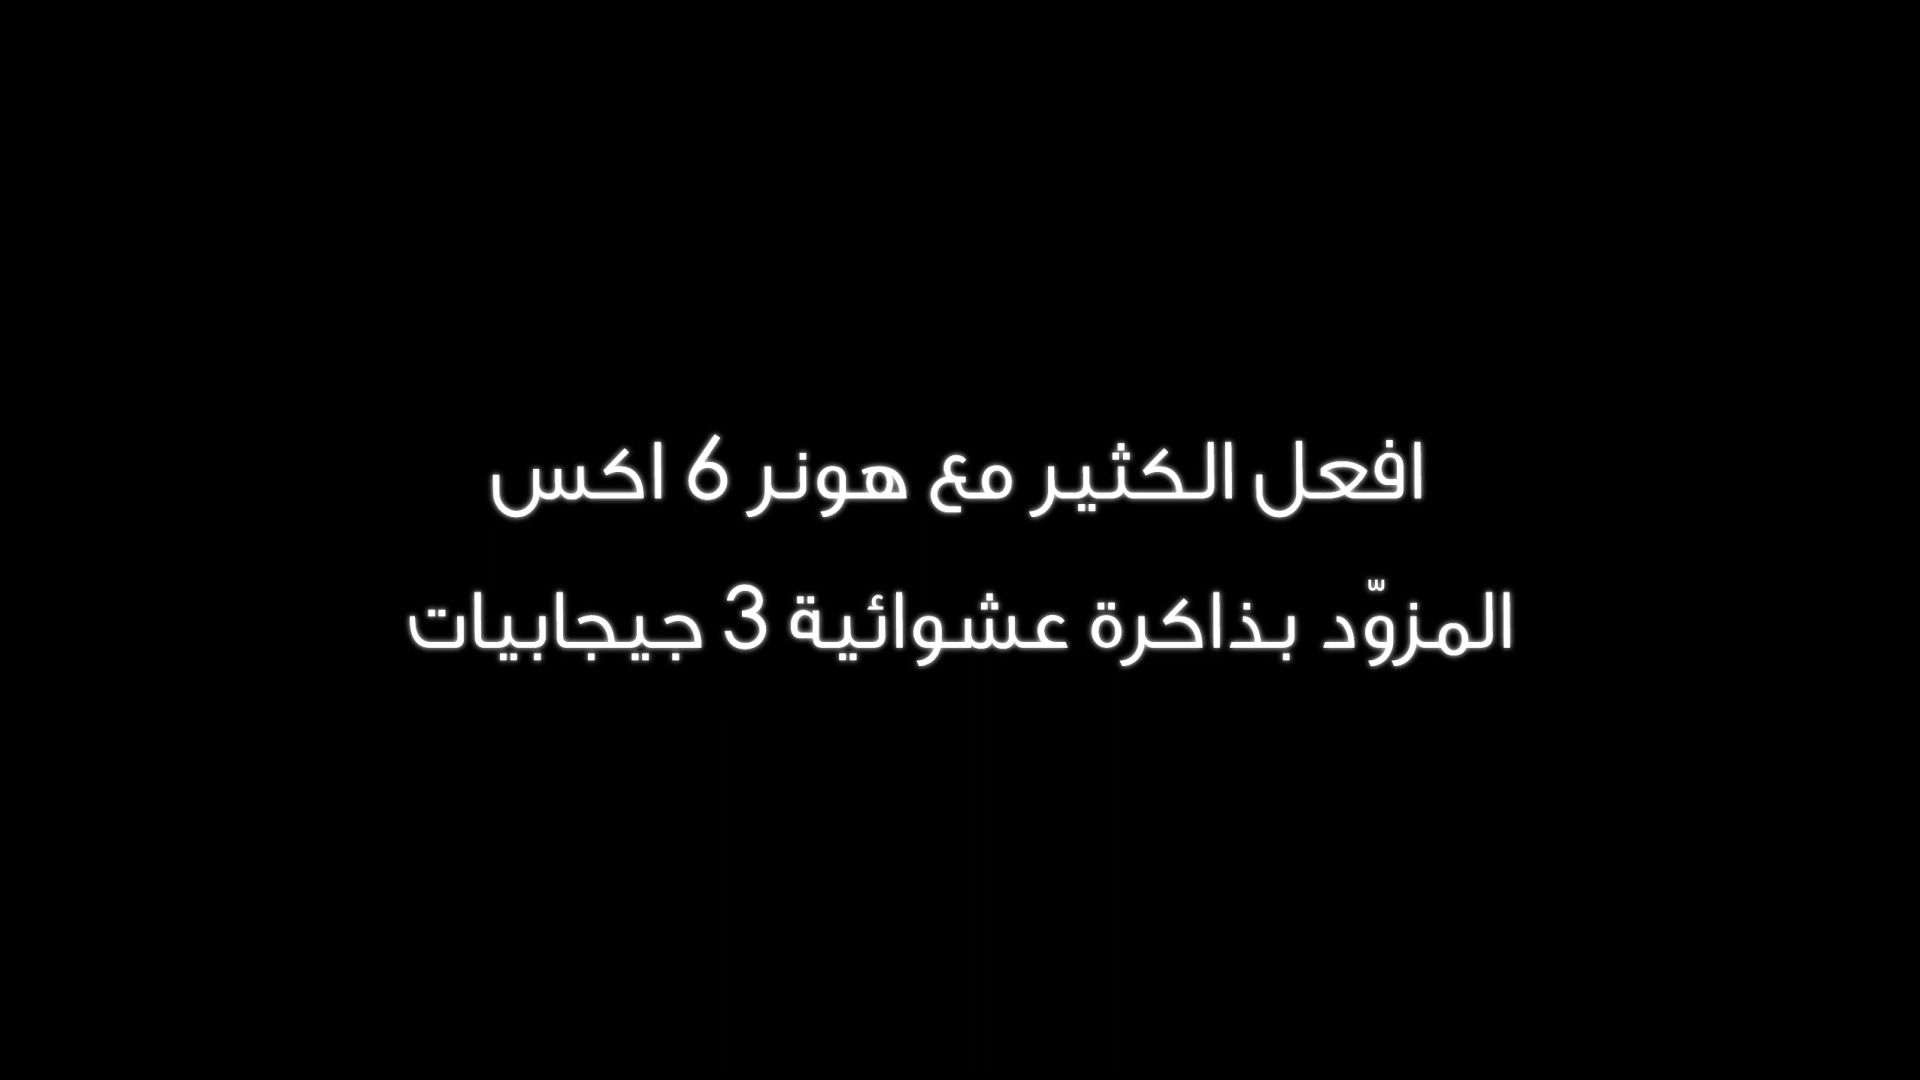 افعل الكثير مع هونر 6 اكس
المزوّد بذاكرة عشوائية 3 جيجابيات